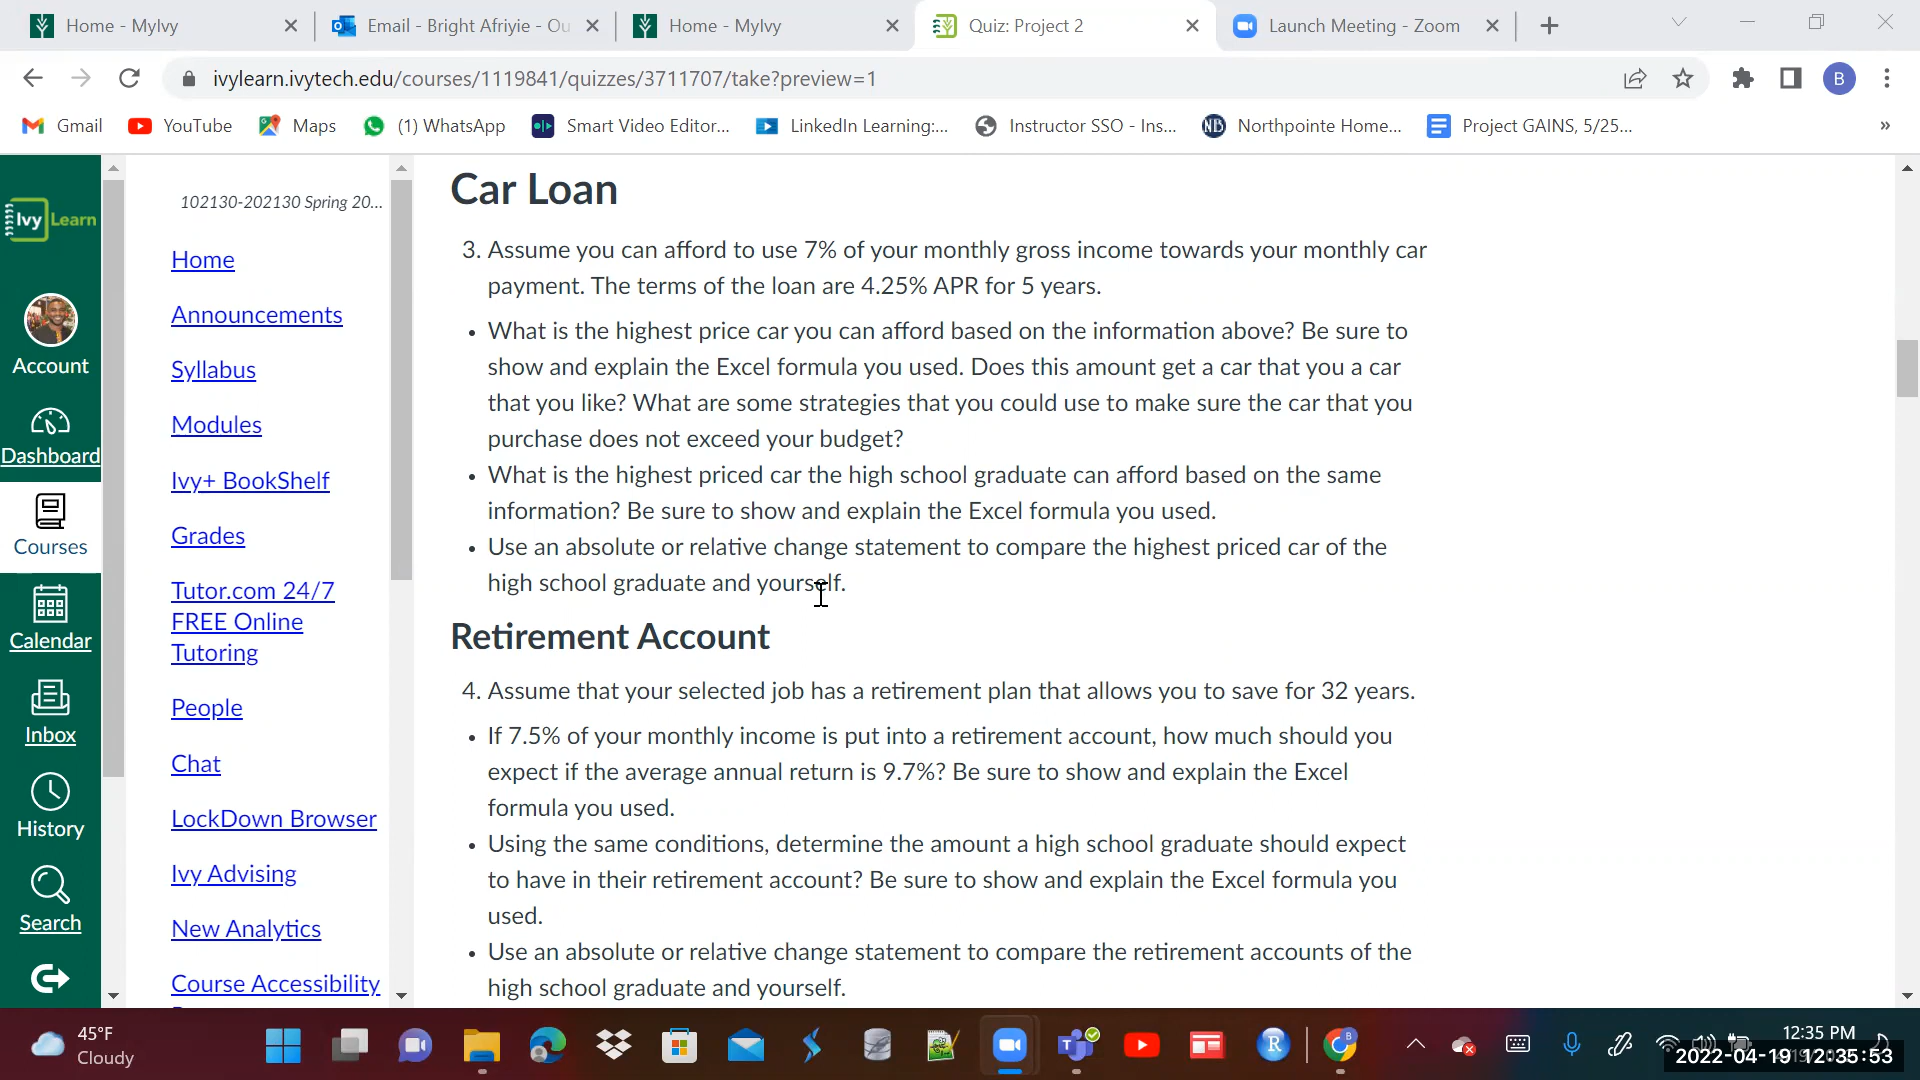 Home - MyIvy
Email - Bright Afriyie - Ou
Home - MyIvy
Quiz: Project 2
Launch Meeting - Zoom
ivylearn.ivytech.edu/courses/1119841/quizzes/3711707/take?preview=1
B
Gmail
YouTube
Maps
(1) WhatsApp
Smart Video Editor...
LinkedIn Learning:...
Instructor SSO - Ins...
Northpointe Home...
Project GAINS, 5/25...
Ivy Learn
Account
Dashboard
Courses
Calendar
Inbox
History
Search
102130-202130 Spring 20...
Home
Announcements
Syllabus
Modules
Ivy+ BookShelf
Grades
Tutor.com 24/7
FREE Online
Tutoring
People
Chat
LockDown Browser
Ivy Advising
New Analytics
Course Accessibility
Car Loan
3. Assume you can afford to use 7% of your monthly gross income towards your monthly car
payment. The terms of the loan are 4.25% APR for 5 years.
• What is the highest price car you can afford based on the information above? Be sure to
show and explain the Excel formula you used. Does this amount get a car that you a car
that you like? What are some strategies that you could use to make sure the car that you
purchase does not exceed your budget?
• What is the highest priced car the high school graduate can afford based on the same
information? Be sure to show and explain the Excel formula you used.
• Use an absolute or relative change statement to compare the highest priced car of the
high school graduate and yourself.
Retirement Account
4. Assume that your selected job has a retirement plan that allows you to save for 32 years.
• If 7.5% of your monthly income is put into a retirement account, how much should you
expect if the average annual return is 9.7%? Be sure to show and explain the Excel
formula you used.
• Using the same conditions, determine the amount a high school graduate should expect
to have in their retirement account? Be sure to show and explain the Excel formula you
used.
• Use an absolute or relative change statement to compare the retirement accounts of the
high school graduate and yourself.
45°F
Cloudy
12:35 PM
2022-04-19 12:35:53